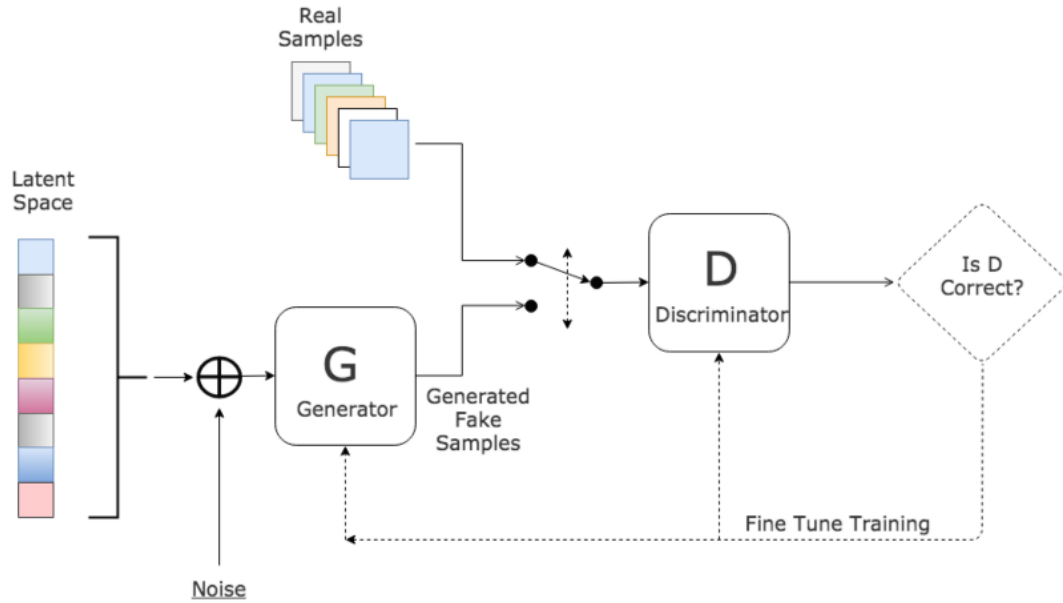 Real
Samples
Latent
Space
G
Generator
Generated
Fake
Samples
D
Discriminator
Is D
Correct?
Fine Tune Training
Noise